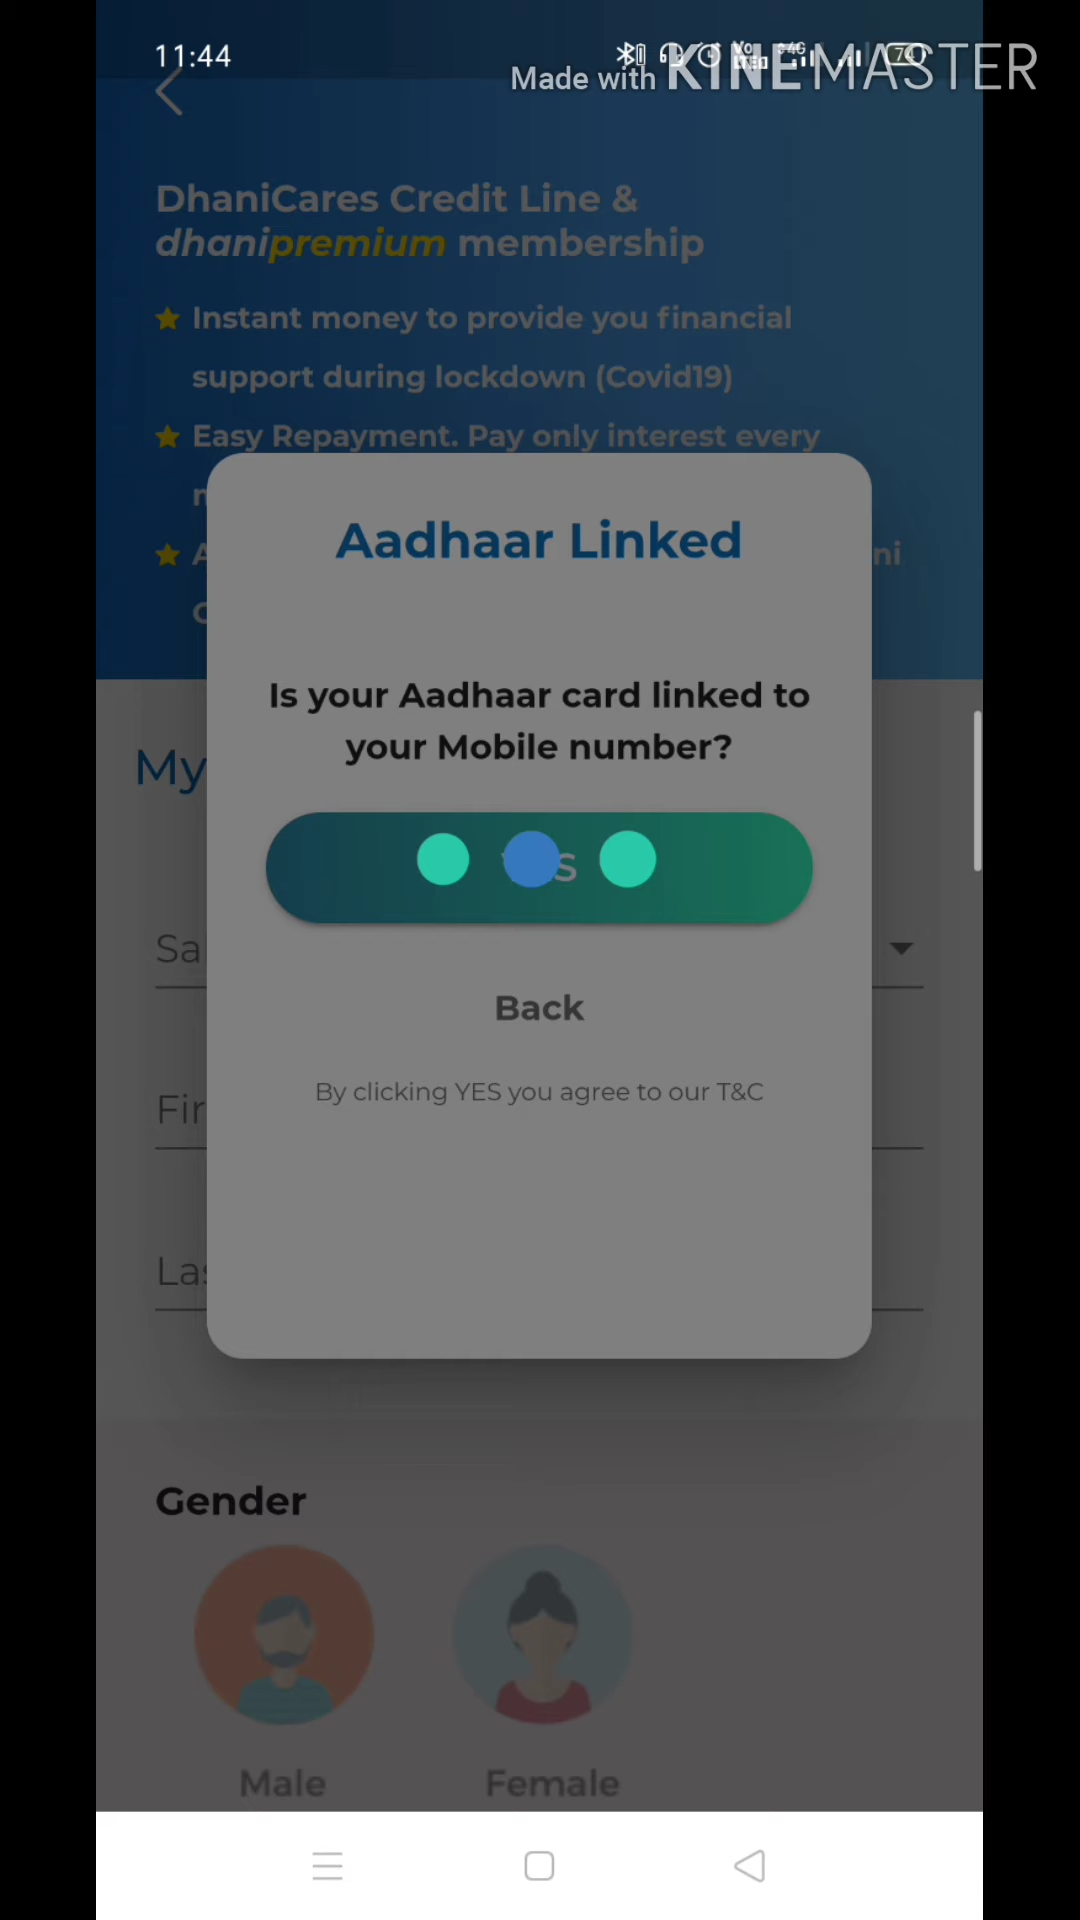 11:44
Made with KINEMASTER
DhaniCares Credit Line &
dhanipremium membership
Instant money to provide you financial
support during lockdown (Covid19)
Easy Repayment. Pay only interest every
Aadhaar Linked
Is your Aadhaar card linked to
your Mobile number?
My
Back
By clicking YES you agree to our T&C
Gender
Male
Female